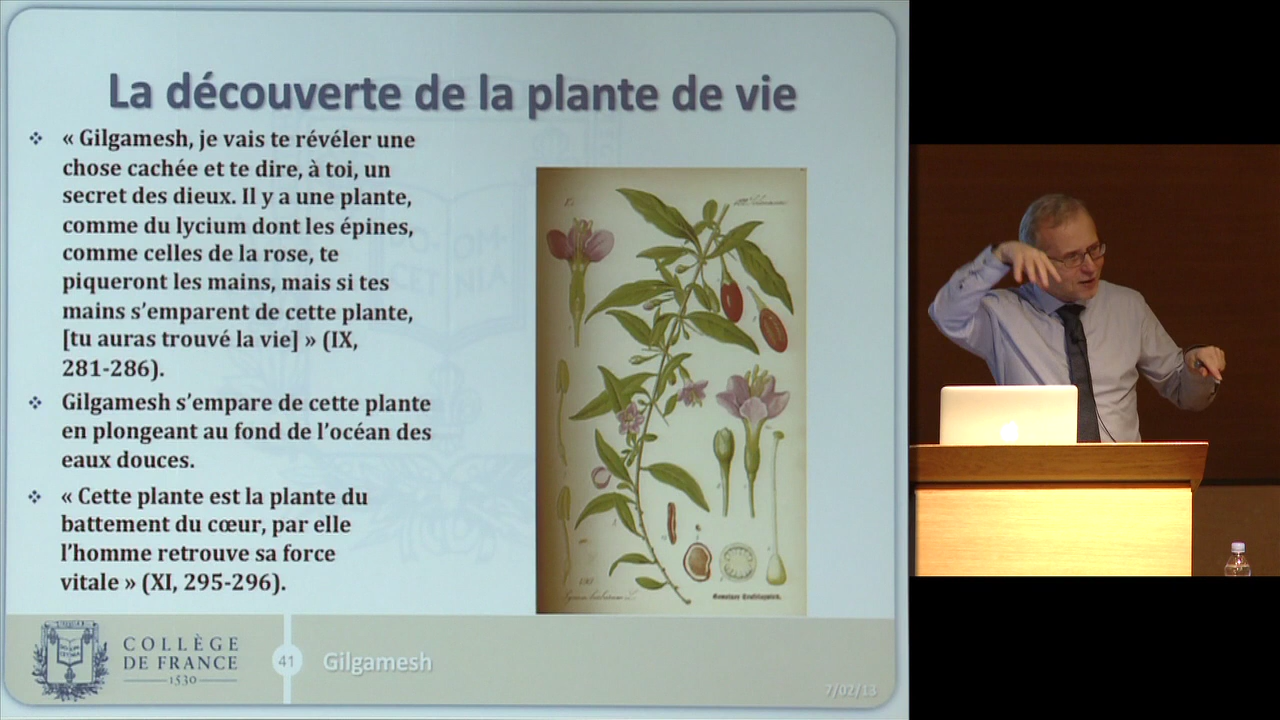 La découverte de la plante de vie
« Gilgamesh, je vais te révéler une
chose cachée et te dire, à toi, un
secret des dieux. Il y a une plante,
comme du lycium dont les épines,
comme celles de la rose, te
piqueront les mains, mais si tes
mains s’emparent de cette plante,
[tu auras trouvé la vie] » (IX,
281-286).
Gilgamesh s’empare de cette plante
en plongeant au fond de l’océan des
eaux douces.
« Cette plante est la plante du
battement du cœur, par elle
l’homme retrouve sa force
vitale » (XI, 295-296).
COLLÈGE
DE FRANCE
1530
41
Gilgamesh
7/02/13